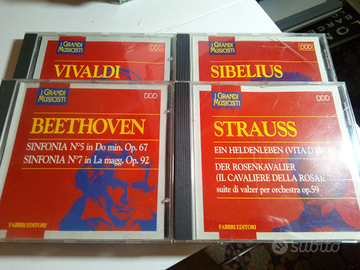 I GRANDI
MUSICISTI
DDD
VIVALDI
I GRANDI
MUSICISTI
DDD
SIBELIUS
I GRANDI
MUSICISTI
DDD
BEETHOVEN
SINFONIA N°5 in Do min. Op. 67
SINFONIA N°7 in La magg. Op. 92
FABBRI EDITORI
I GRANDI
MUSICISTI
DDD
STRAUSS
EIN HELDENLEBEN (VITA D'EROE)
DER ROSENKAVALIER
(IL CAVALIERE DELLA ROSA):
suite di valzer per orchestra op.59
FABBRI EDITORI
subito